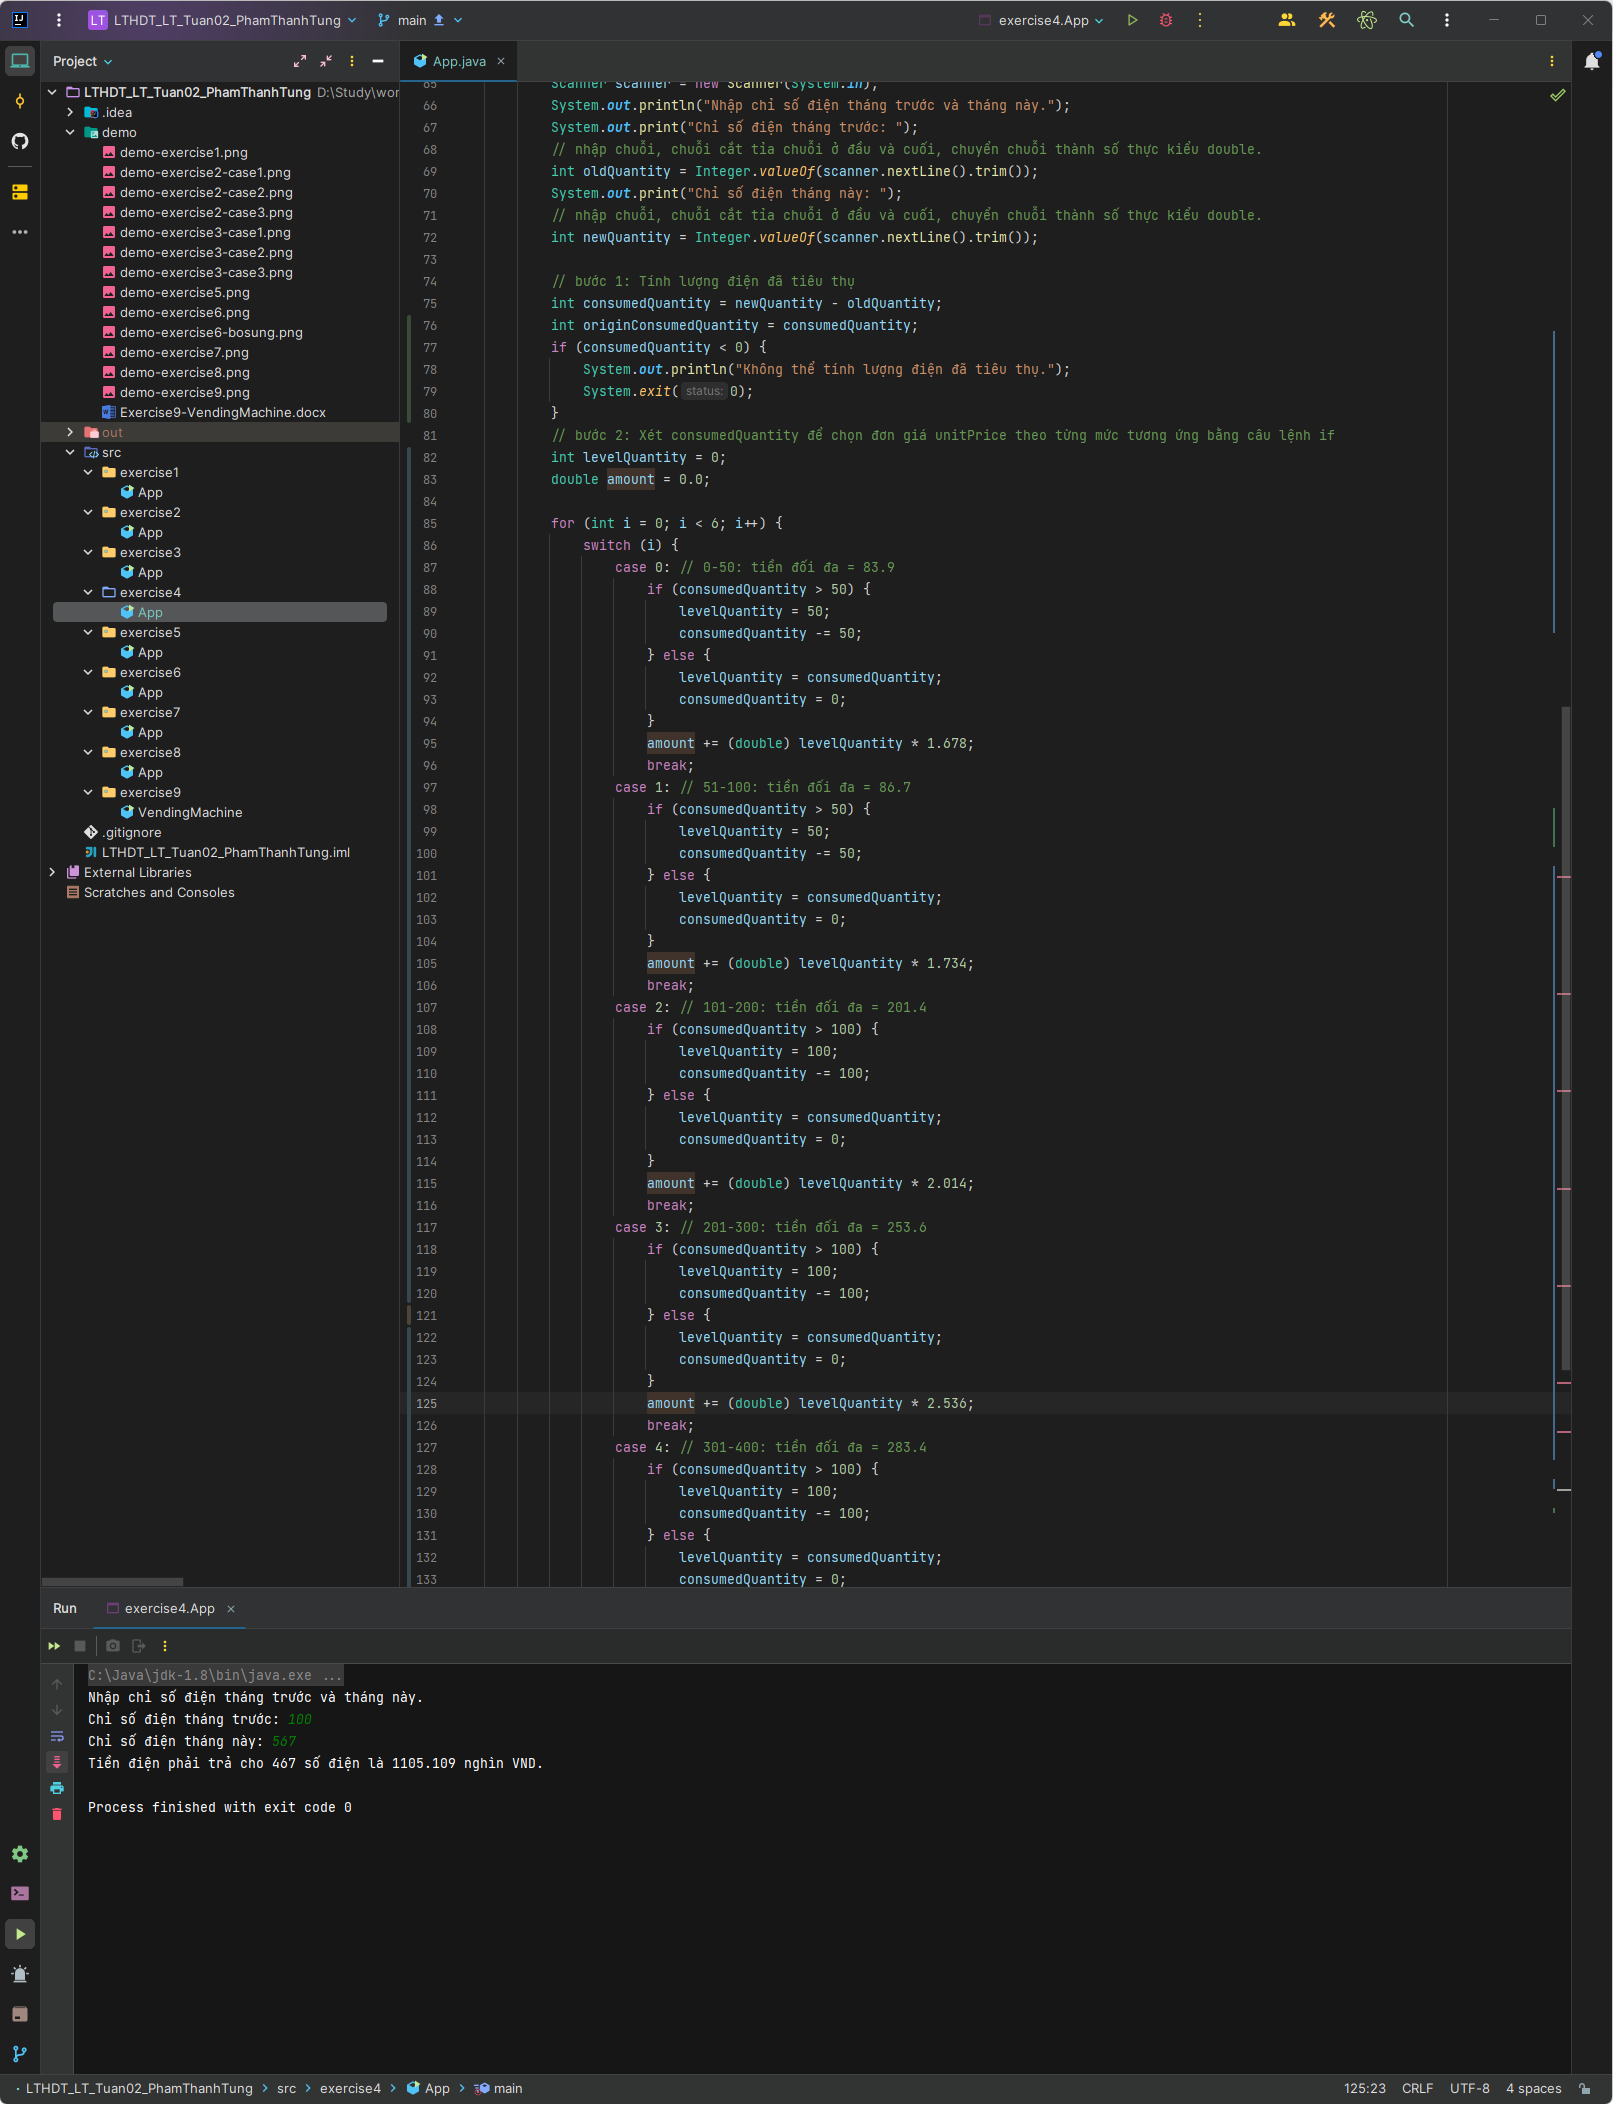 LT LTHDT_LT_Tuan02_PhamThanhTung main exercise4.App
Project
LTHDT_LT_Tuan02_PhamThanhTung D:\Study\wor
.idea
demo
demo-exercise1.png
demo-exercise2-case1.png
demo-exercise2-case2.png
demo-exercise2-case3.png
demo-exercise3-case1.png
demo-exercise3-case2.png
demo-exercise3-case3.png
demo-exercise5.png
demo-exercise6.png
demo-exercise6-bosung.png
demo-exercise7.png
demo-exercise8.png
demo-exercise9.png
Exercise9-VendingMachine.docx
out
src
exercise1
App
exercise2
App
exercise3
App
exercise4
App
exercise5
App
exercise6
App
exercise7
App
exercise8
App
exercise9
VendingMachine
.gitignore
LTHDT_LT_Tuan02_PhamThanhTung.iml
External Libraries
Scratches and Consoles
App.java
65 Scanner scanner = new Scanner(System.in);
66 System.out.println("Nhập chỉ số điện tháng trước và tháng này.");
67 System.out.print("Chỉ số điện tháng trước: ");
68 // nhập chuỗi, chuỗi cắt tỉa chuỗi ở đầu và cuối, chuyển chuỗi thành số thực kiểu double.
69 int oldQuantity = Integer.valueOf(scanner.nextLine().trim());
70 System.out.print("Chỉ số điện tháng này: ");
71 // nhập chuỗi, chuỗi cắt tỉa chuỗi ở đầu và cuối, chuyển chuỗi thành số thực kiểu double.
72 int newQuantity = Integer.valueOf(scanner.nextLine().trim());
73
74 // bước 1: Tính lượng điện đã tiêu thụ
75 int consumedQuantity = newQuantity - oldQuantity;
76 int originConsumedQuantity = consumedQuantity;
77 if (consumedQuantity < 0) {
78 System.out.println("Không thể tính lượng điện đã tiêu thụ.");
79 System.exit( status: 0);
80 }
81 // bước 2: Xét consumedQuantity để chọn đơn giá unitPrice theo từng mức tương ứng bằng câu lệnh if
82 int levelQuantity = 0;
83 double amount = 0.0;
84
85 for (int i = 0; i < 6; i++) {
86 switch (i) {
87 case 0: // 0-50: tiền đối đa = 83.9
88 if (consumedQuantity > 50) {
89 levelQuantity = 50;
90 consumedQuantity -= 50;
91 } else {
92 levelQuantity = consumedQuantity;
93 consumedQuantity = 0;
94 }
95 amount += (double) levelQuantity * 1.678;
96 break;
97 case 1: // 51-100: tiền đối đa = 86.7
98 if (consumedQuantity > 50) {
99 levelQuantity = 50;
100 consumedQuantity -= 50;
101 } else {
102 levelQuantity = consumedQuantity;
103 consumedQuantity = 0;
104 }
105 amount += (double) levelQuantity * 1.734;
106 break;
107 case 2: // 101-200: tiền đối đa = 201.4
108 if (consumedQuantity > 100) {
109 levelQuantity = 100;
110 consumedQuantity -= 100;
111 } else {
112 levelQuantity = consumedQuantity;
113 consumedQuantity = 0;
114 }
115 amount += (double) levelQuantity * 2.014;
116 break;
117 case 3: // 201-300: tiền đối đa = 253.6
118 if (consumedQuantity > 100) {
119 levelQuantity = 100;
120 consumedQuantity -= 100;
121 } else {
122 levelQuantity = consumedQuantity;
123 consumedQuantity = 0;
124 }
125 amount += (double) levelQuantity * 2.536;
126 break;
127 case 4: // 301-400: tiền đối đa = 283.4
128 if (consumedQuantity > 100) {
129 levelQuantity = 100;
130 consumedQuantity -= 100;
131 } else {
132 levelQuantity = consumedQuantity;
133 consumedQuantity = 0;
Run exercise4.App
C:\Java\jdk-1.8\bin\java.exe ...
Nhập chỉ số điện tháng trước và tháng này.
Chỉ số điện tháng trước: 100
Chỉ số điện tháng này: 567
Tiền điện phải trả cho 467 số điện là 1105.109 nghìn VND.
Process finished with exit code 0
LTHDT_LT_Tuan02_PhamThanhTung > src > exercise4 > App > main 125:23 CRLF UTF-8 4 spaces